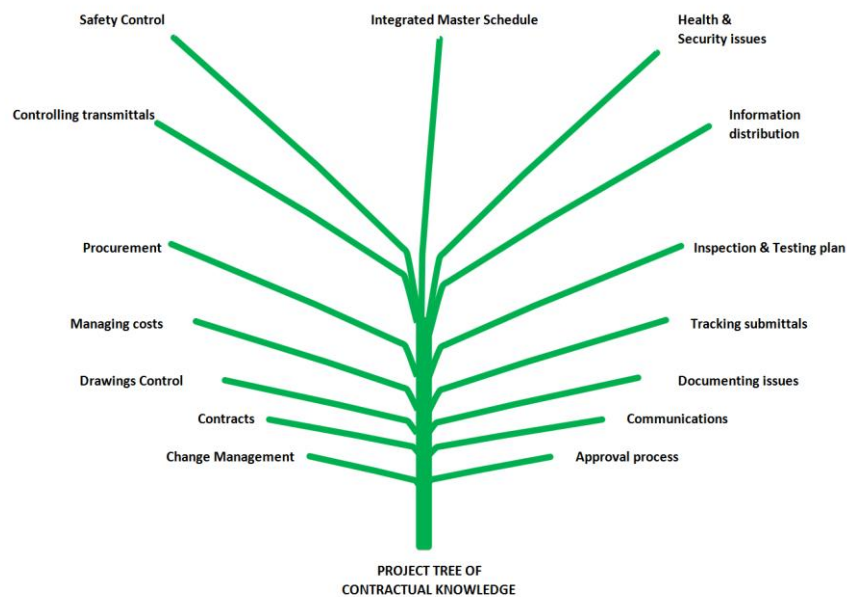 Safety Control
Integrated Master Schedule
Health &
Security issues
Controlling transmittals
Information
distribution
Procurement
Inspection & Testing plan
Managing costs
Tracking submittals
Drawings Control
Documenting issues
Contracts
Communications
Change Management
Approval process
PROJECT TREE OF
CONTRACTUAL KNOWLEDGE